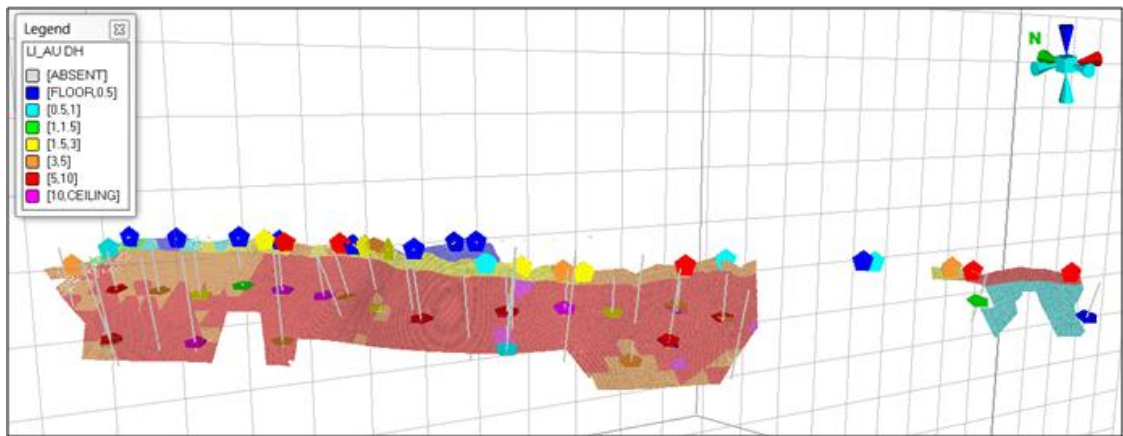 Legend
LI_AU DH
[ABSENT]
[FLOOR,0.5]
[0.5,1]
[1,1.5]
[1.5,3]
[3,5]
[5,10]
[10,CEILING]
N